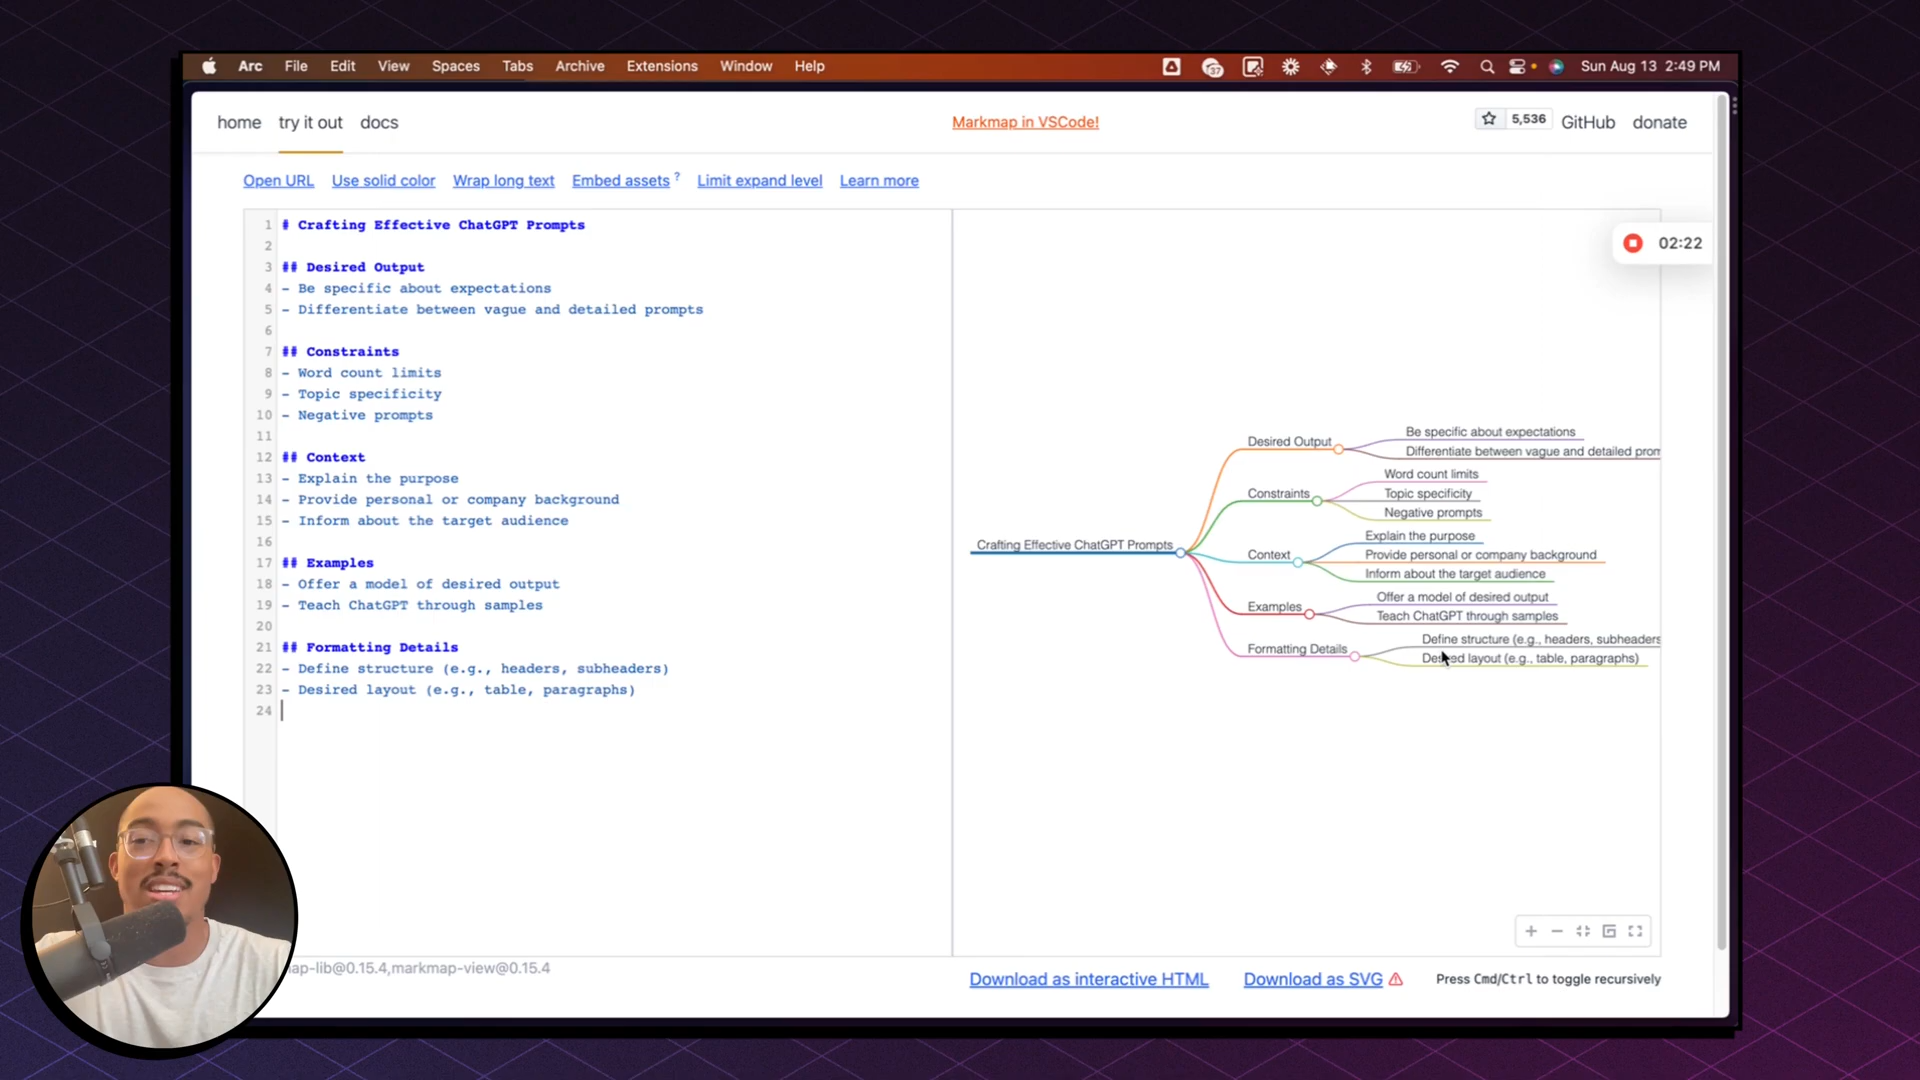 Arc File Edit View Spaces Tabs Archive Extensions Window Help 37 Sun Aug 13 2:49 PM
home try it out docs Markmap in VSCode! 5,536 GitHub donate
Open URL Use solid color Wrap long text Embed assets ? Limit expand level Learn more
02:22
1 # Crafting Effective ChatGPT Prompts
2
3 ## Desired Output
4 - Be specific about expectations
5 - Differentiate between vague and detailed prompts
6
7 ## Constraints
8 - Word count limits
9 - Topic specificity
10 - Negative prompts
11
12 ## Context
13 - Explain the purpose
14 - Provide personal or company background
15 - Inform about the target audience
16
17 ## Examples
18 - Offer a model of desired output
19 - Teach ChatGPT through samples
20
21 ## Formatting Details
22 - Define structure (e.g., headers, subheaders)
23 - Desired layout (e.g., table, paragraphs)
24
Crafting Effective ChatGPT Prompts
Desired Output
Be specific about expectations
Differentiate between vague and detailed prom
Constraints
Word count limits
Topic specificity
Negative prompts
Context
Explain the purpose
Provide personal or company background
Inform about the target audience
Examples
Offer a model of desired output
Teach ChatGPT through samples
Formatting Details
Define structure (e.g., headers, subheaders
Desired layout (e.g., table, paragraphs)
ap-lib@0.15.4,markmap-view@0.15.4
Download as interactive HTML Download as SVG Press Cmd/Ctrl to toggle recursively